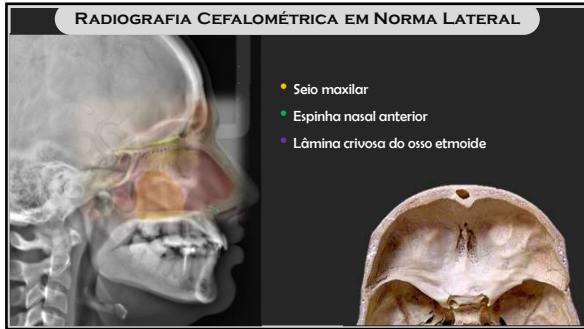 Radiografia Cefalométrica em Norma Lateral
Seio maxilar
Espinha nasal anterior
Lâmina crivosa do osso etmoide